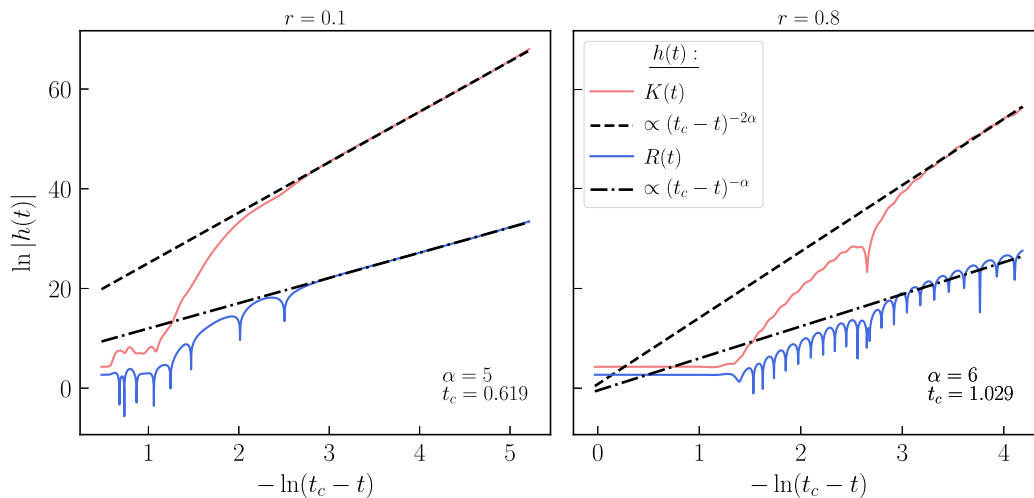 r = 0.1
ln |h(t)|
60
40
20
0
α = 5
t_c = 0.619
1 2 3 4 5
− ln(t_c − t)
r = 0.8
h(t) :
K(t)
∝ (t_c − t)^{−2α}
R(t)
∝ (t_c − t)^{−α}
α = 6
t_c = 1.029
0 1 2 3 4
− ln(t_c − t)